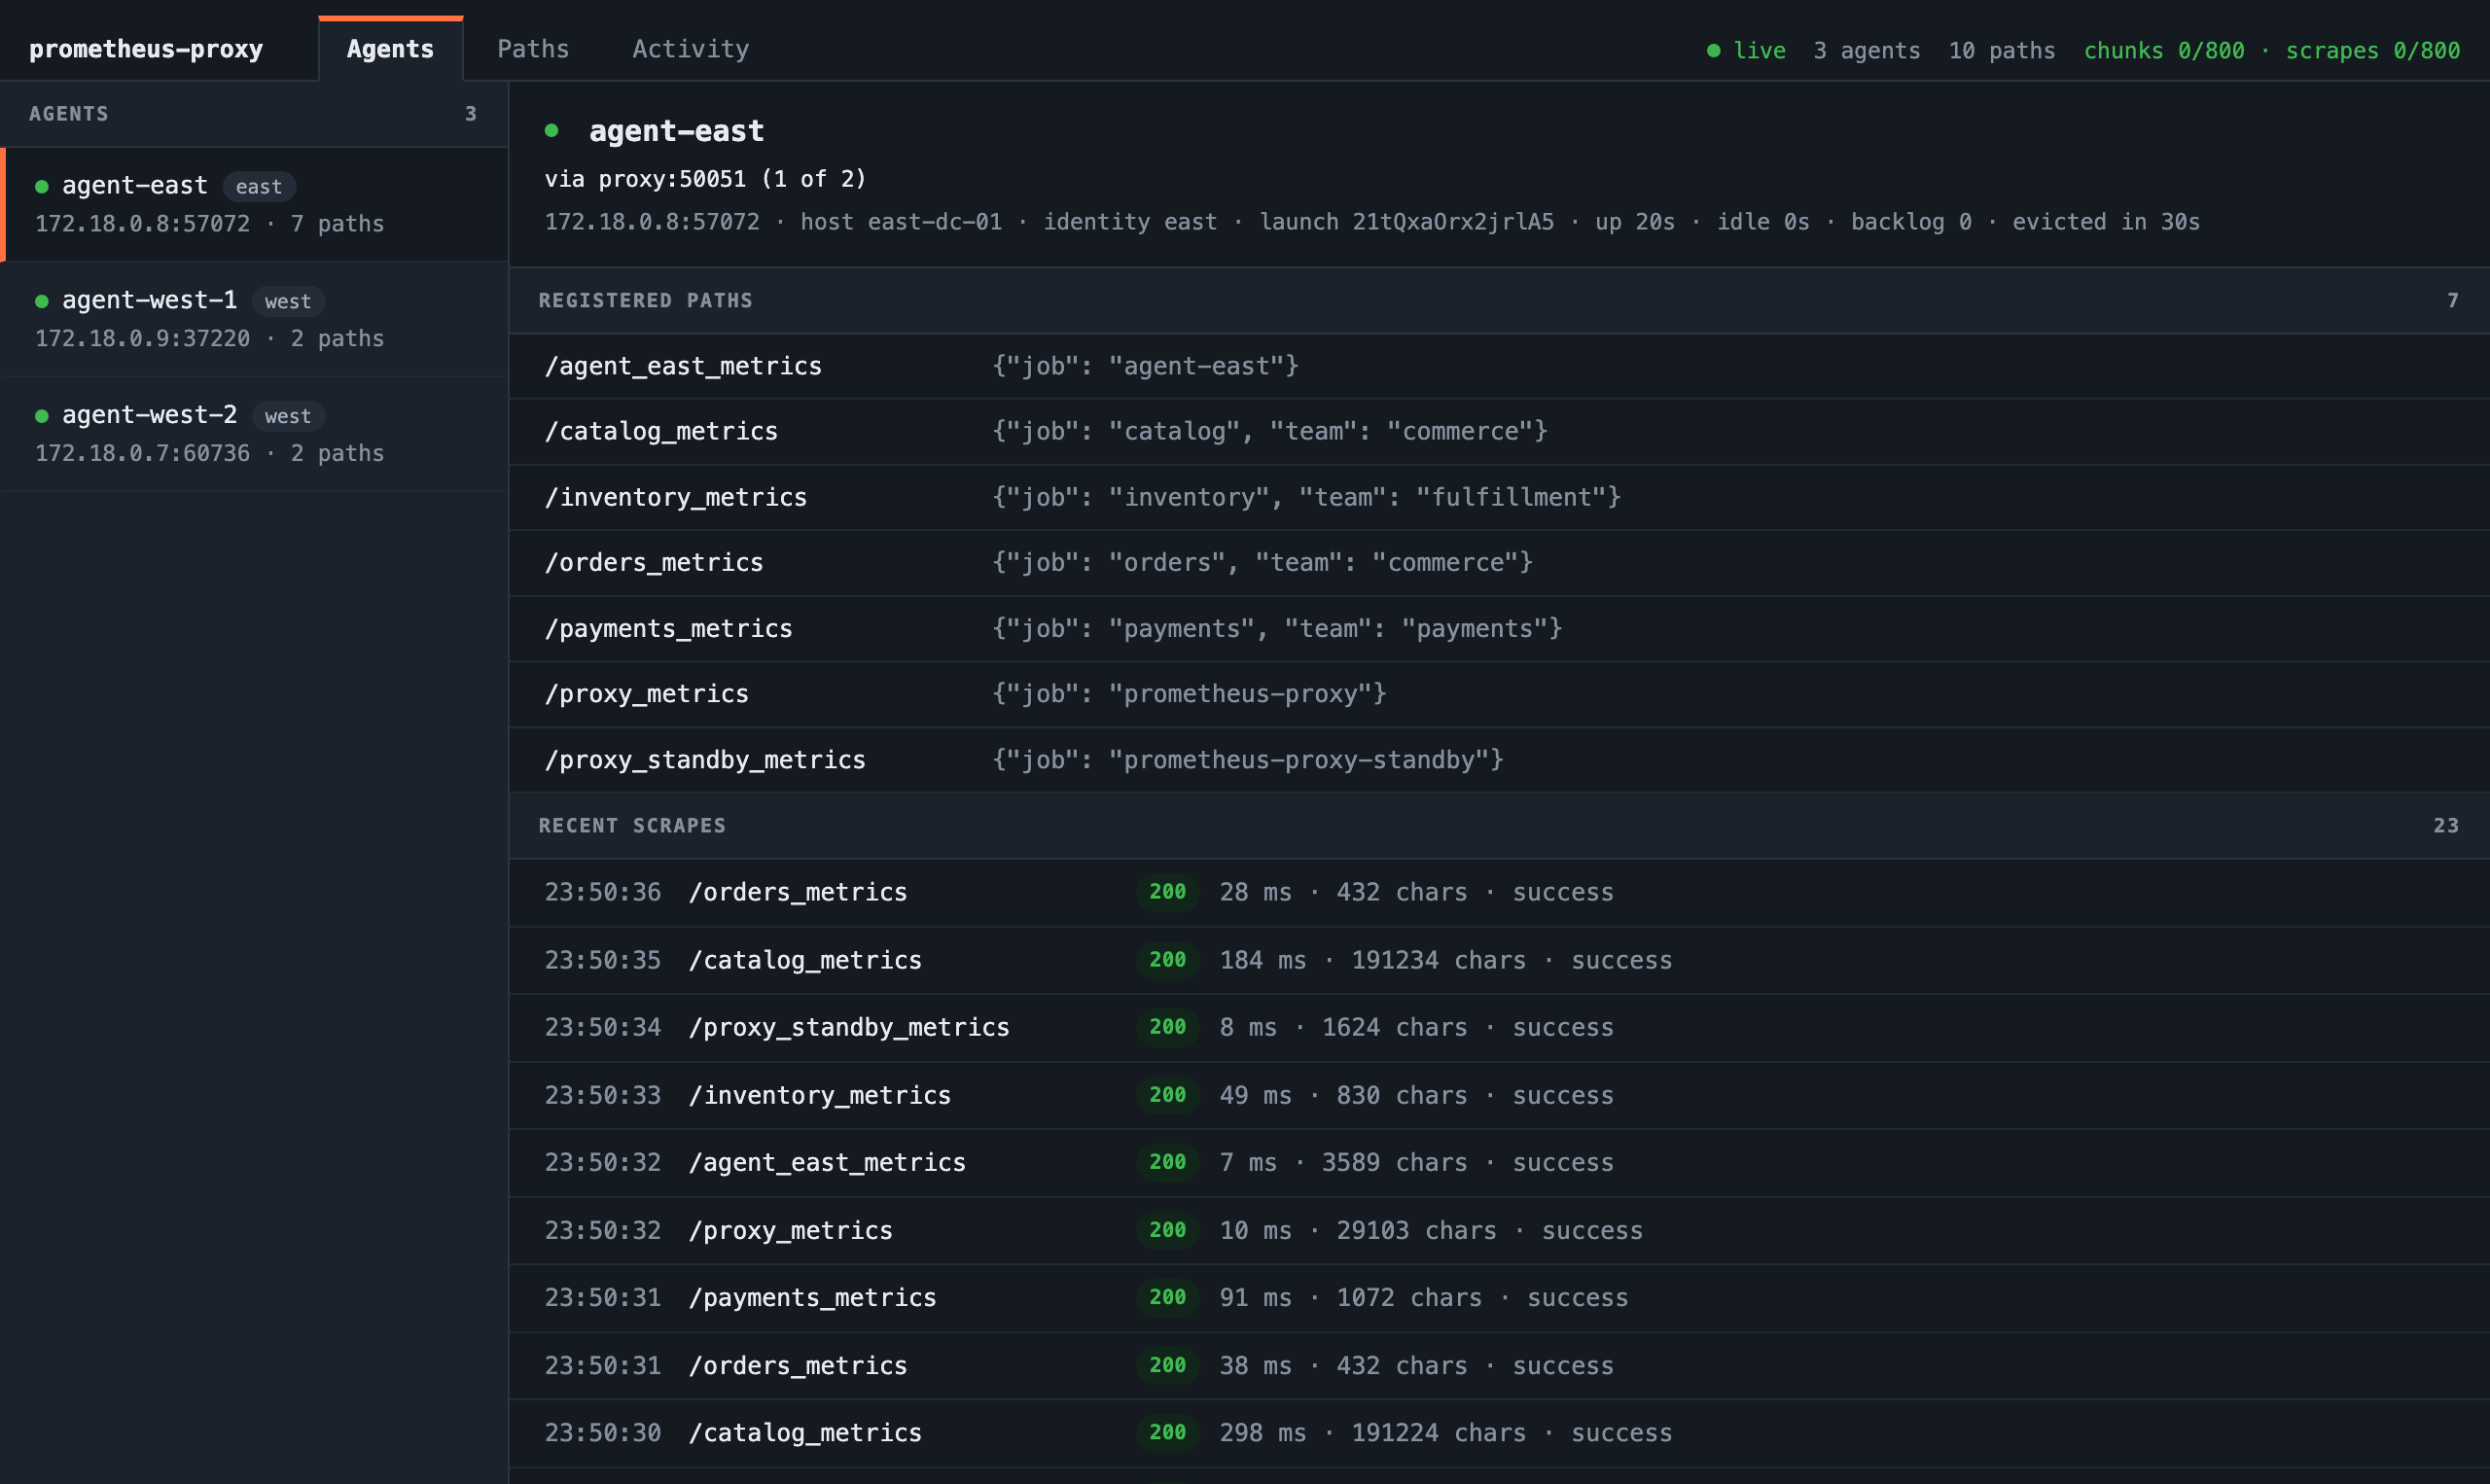 prometheus-proxy Agents Paths Activity live 3 agents 10 paths chunks 0/800 · scrapes 0/800
AGENTS 3
agent-east east
172.18.0.8:57072 · 7 paths
agent-west-1 west
172.18.0.9:37220 · 2 paths
agent-west-2 west
172.18.0.7:60736 · 2 paths
agent-east
via proxy:50051 (1 of 2)
172.18.0.8:57072 · host east-dc-01 · identity east · launch 21tQxaOrx2jrlA5 · up 20s · idle 0s · backlog 0 · evicted in 30s
REGISTERED PATHS 7
/agent_east_metrics {"job": "agent-east"}
/catalog_metrics {"job": "catalog", "team": "commerce"}
/inventory_metrics {"job": "inventory", "team": "fulfillment"}
/orders_metrics {"job": "orders", "team": "commerce"}
/payments_metrics {"job": "payments", "team": "payments"}
/proxy_metrics {"job": "prometheus-proxy"}
/proxy_standby_metrics {"job": "prometheus-proxy-standby"}
RECENT SCRAPES 23
23:50:36 /orders_metrics 200 28 ms · 432 chars · success
23:50:35 /catalog_metrics 200 184 ms · 191234 chars · success
23:50:34 /proxy_standby_metrics 200 8 ms · 1624 chars · success
23:50:33 /inventory_metrics 200 49 ms · 830 chars · success
23:50:32 /agent_east_metrics 200 7 ms · 3589 chars · success
23:50:32 /proxy_metrics 200 10 ms · 29103 chars · success
23:50:31 /payments_metrics 200 91 ms · 1072 chars · success
23:50:31 /orders_metrics 200 38 ms · 432 chars · success
23:50:30 /catalog_metrics 200 298 ms · 191224 chars · success